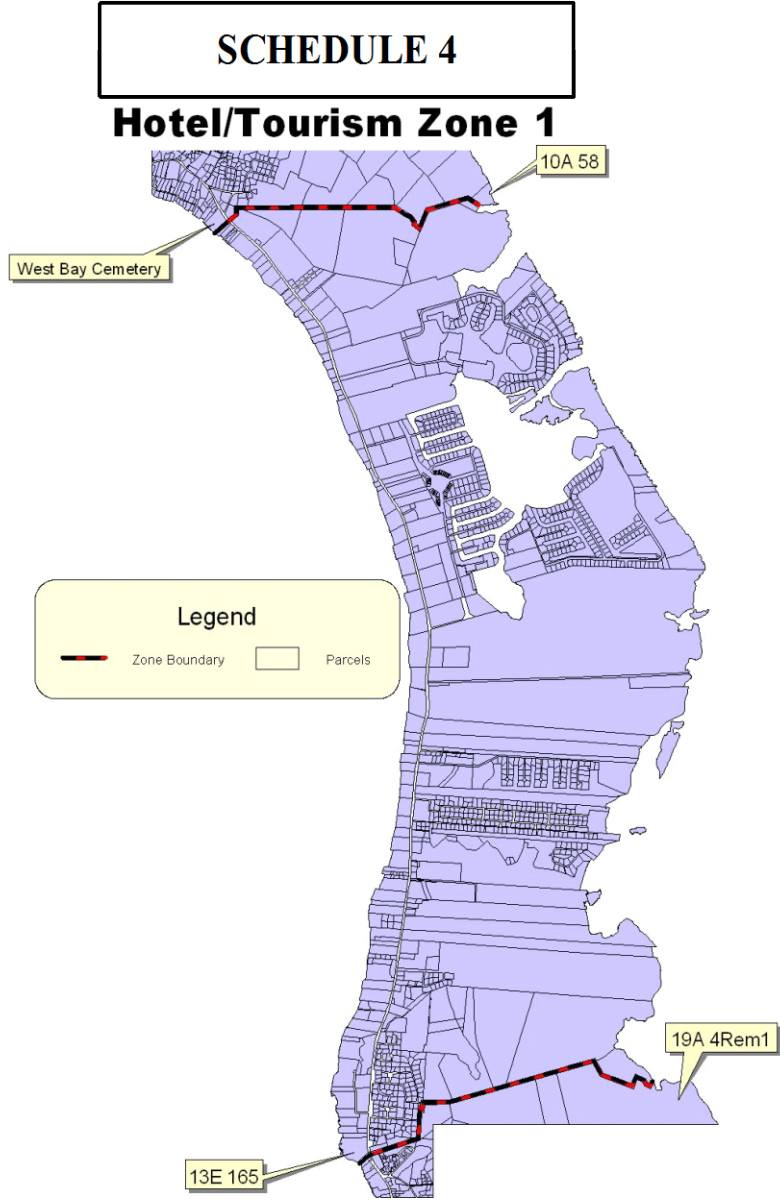 SCHEDULE 4
Hotel/Tourism Zone 1
10A 58
West Bay Cemetery
Legend
Zone Boundary
Parcels
19A 4Rem1
13E 165